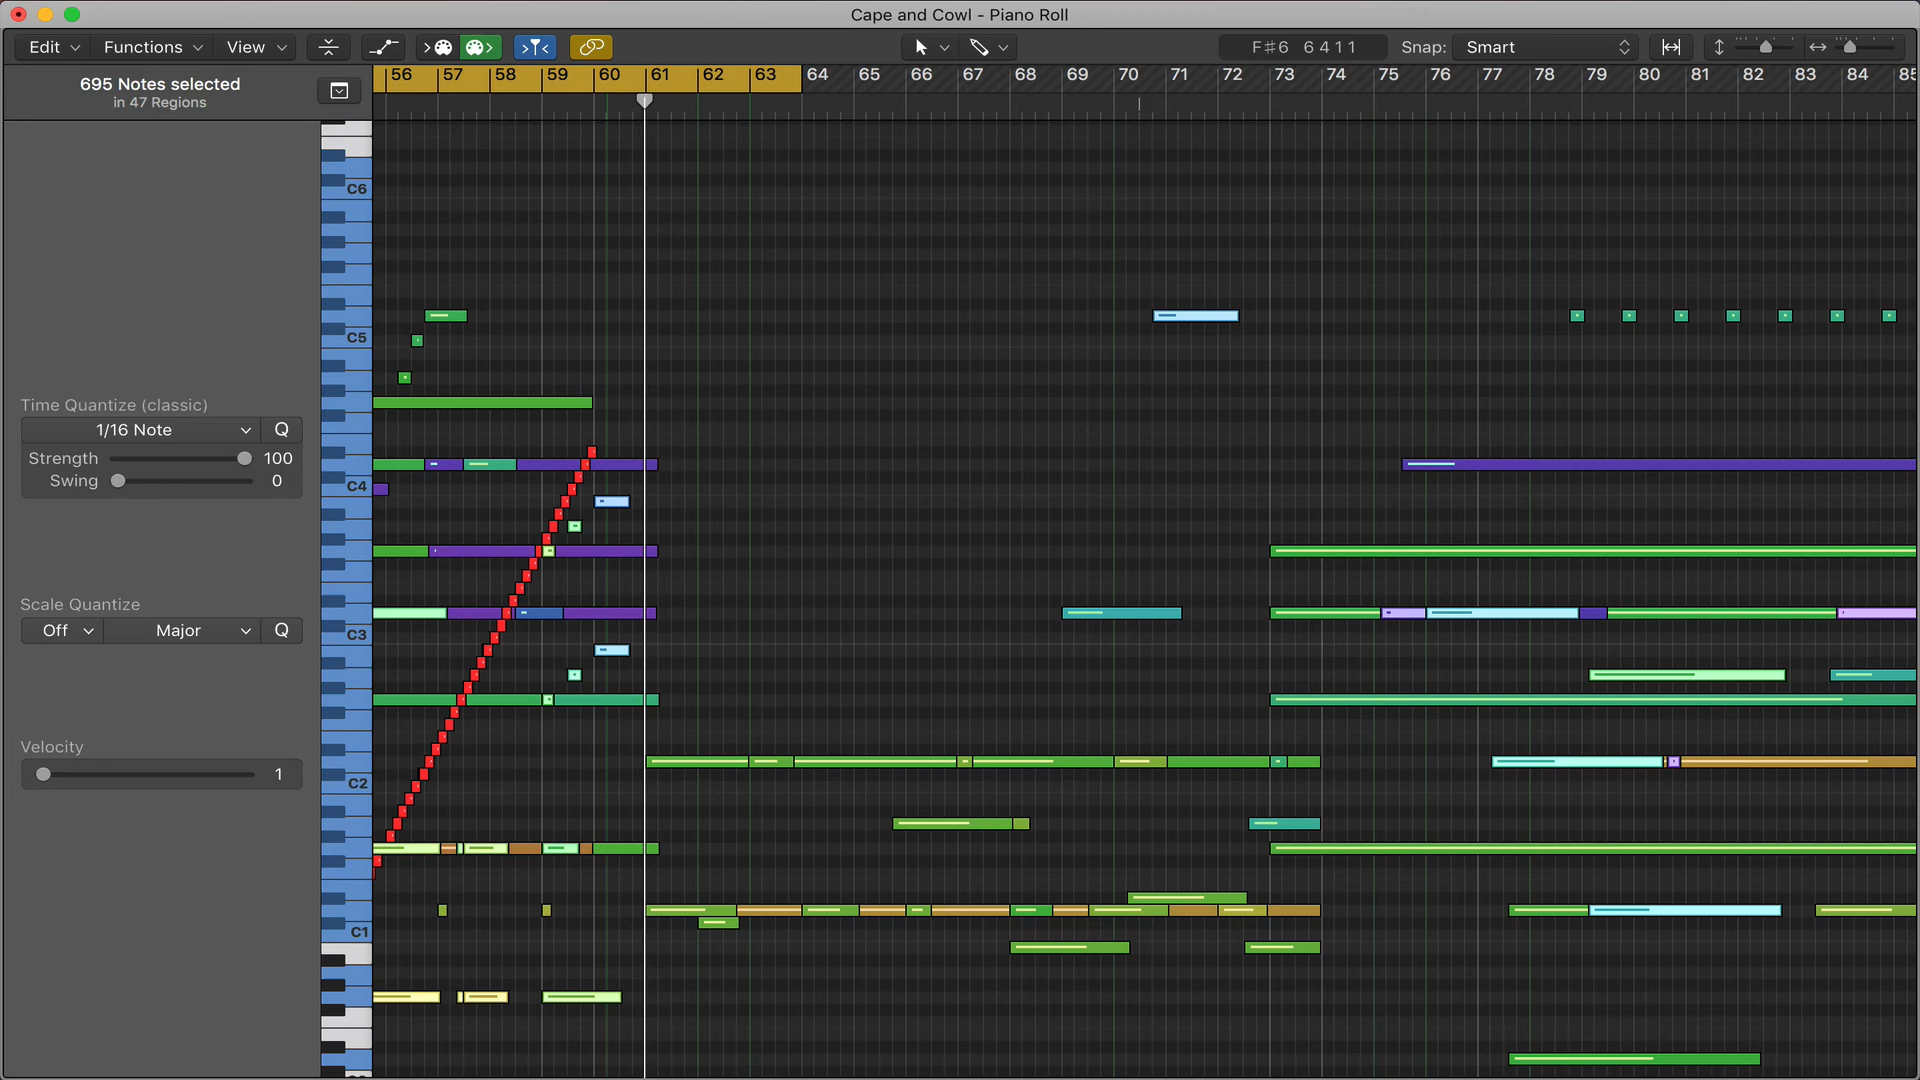 Cape and Cowl - Piano Roll
Edit Functions View F♯6 6 4 1 1 Snap: Smart
695 Notes selected
in 47 Regions
56 57 58 59 60 61 62 63 64 65 66 67 68 69 70 71 72 73 74 75 76 77 78 79 80 81 82 83 84
C6
C5
Time Quantize (classic)
1/16 Note Q
Strength 100
Swing 0
C4
Scale Quantize
Off Major Q
C3
Velocity
1
C2
C1